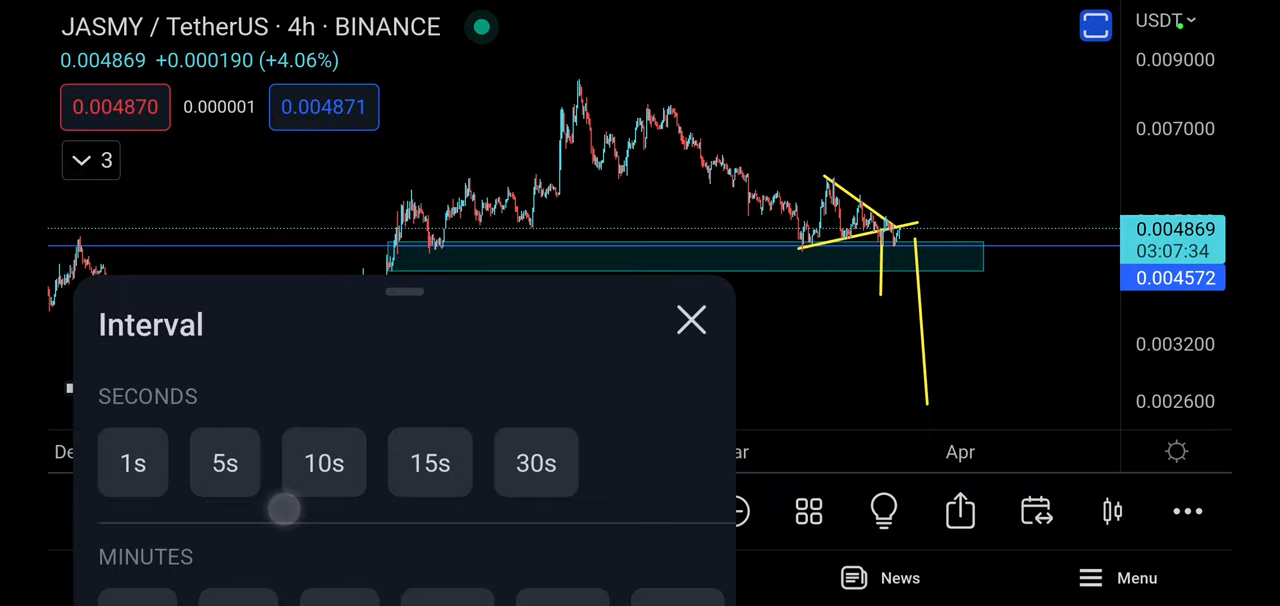 JASMY / TetherUS · 4h · BINANCE
USDT
0.004869 +0.000190 (+4.06%)
0.009000
0.004870 0.000001 0.004871
0.007000
3
0.004869
03:07:34
0.004572
Interval
0.003200
SECONDS
0.002600
De ar Apr
1s 5s 10s 15s 30s
MINUTES
News Menu